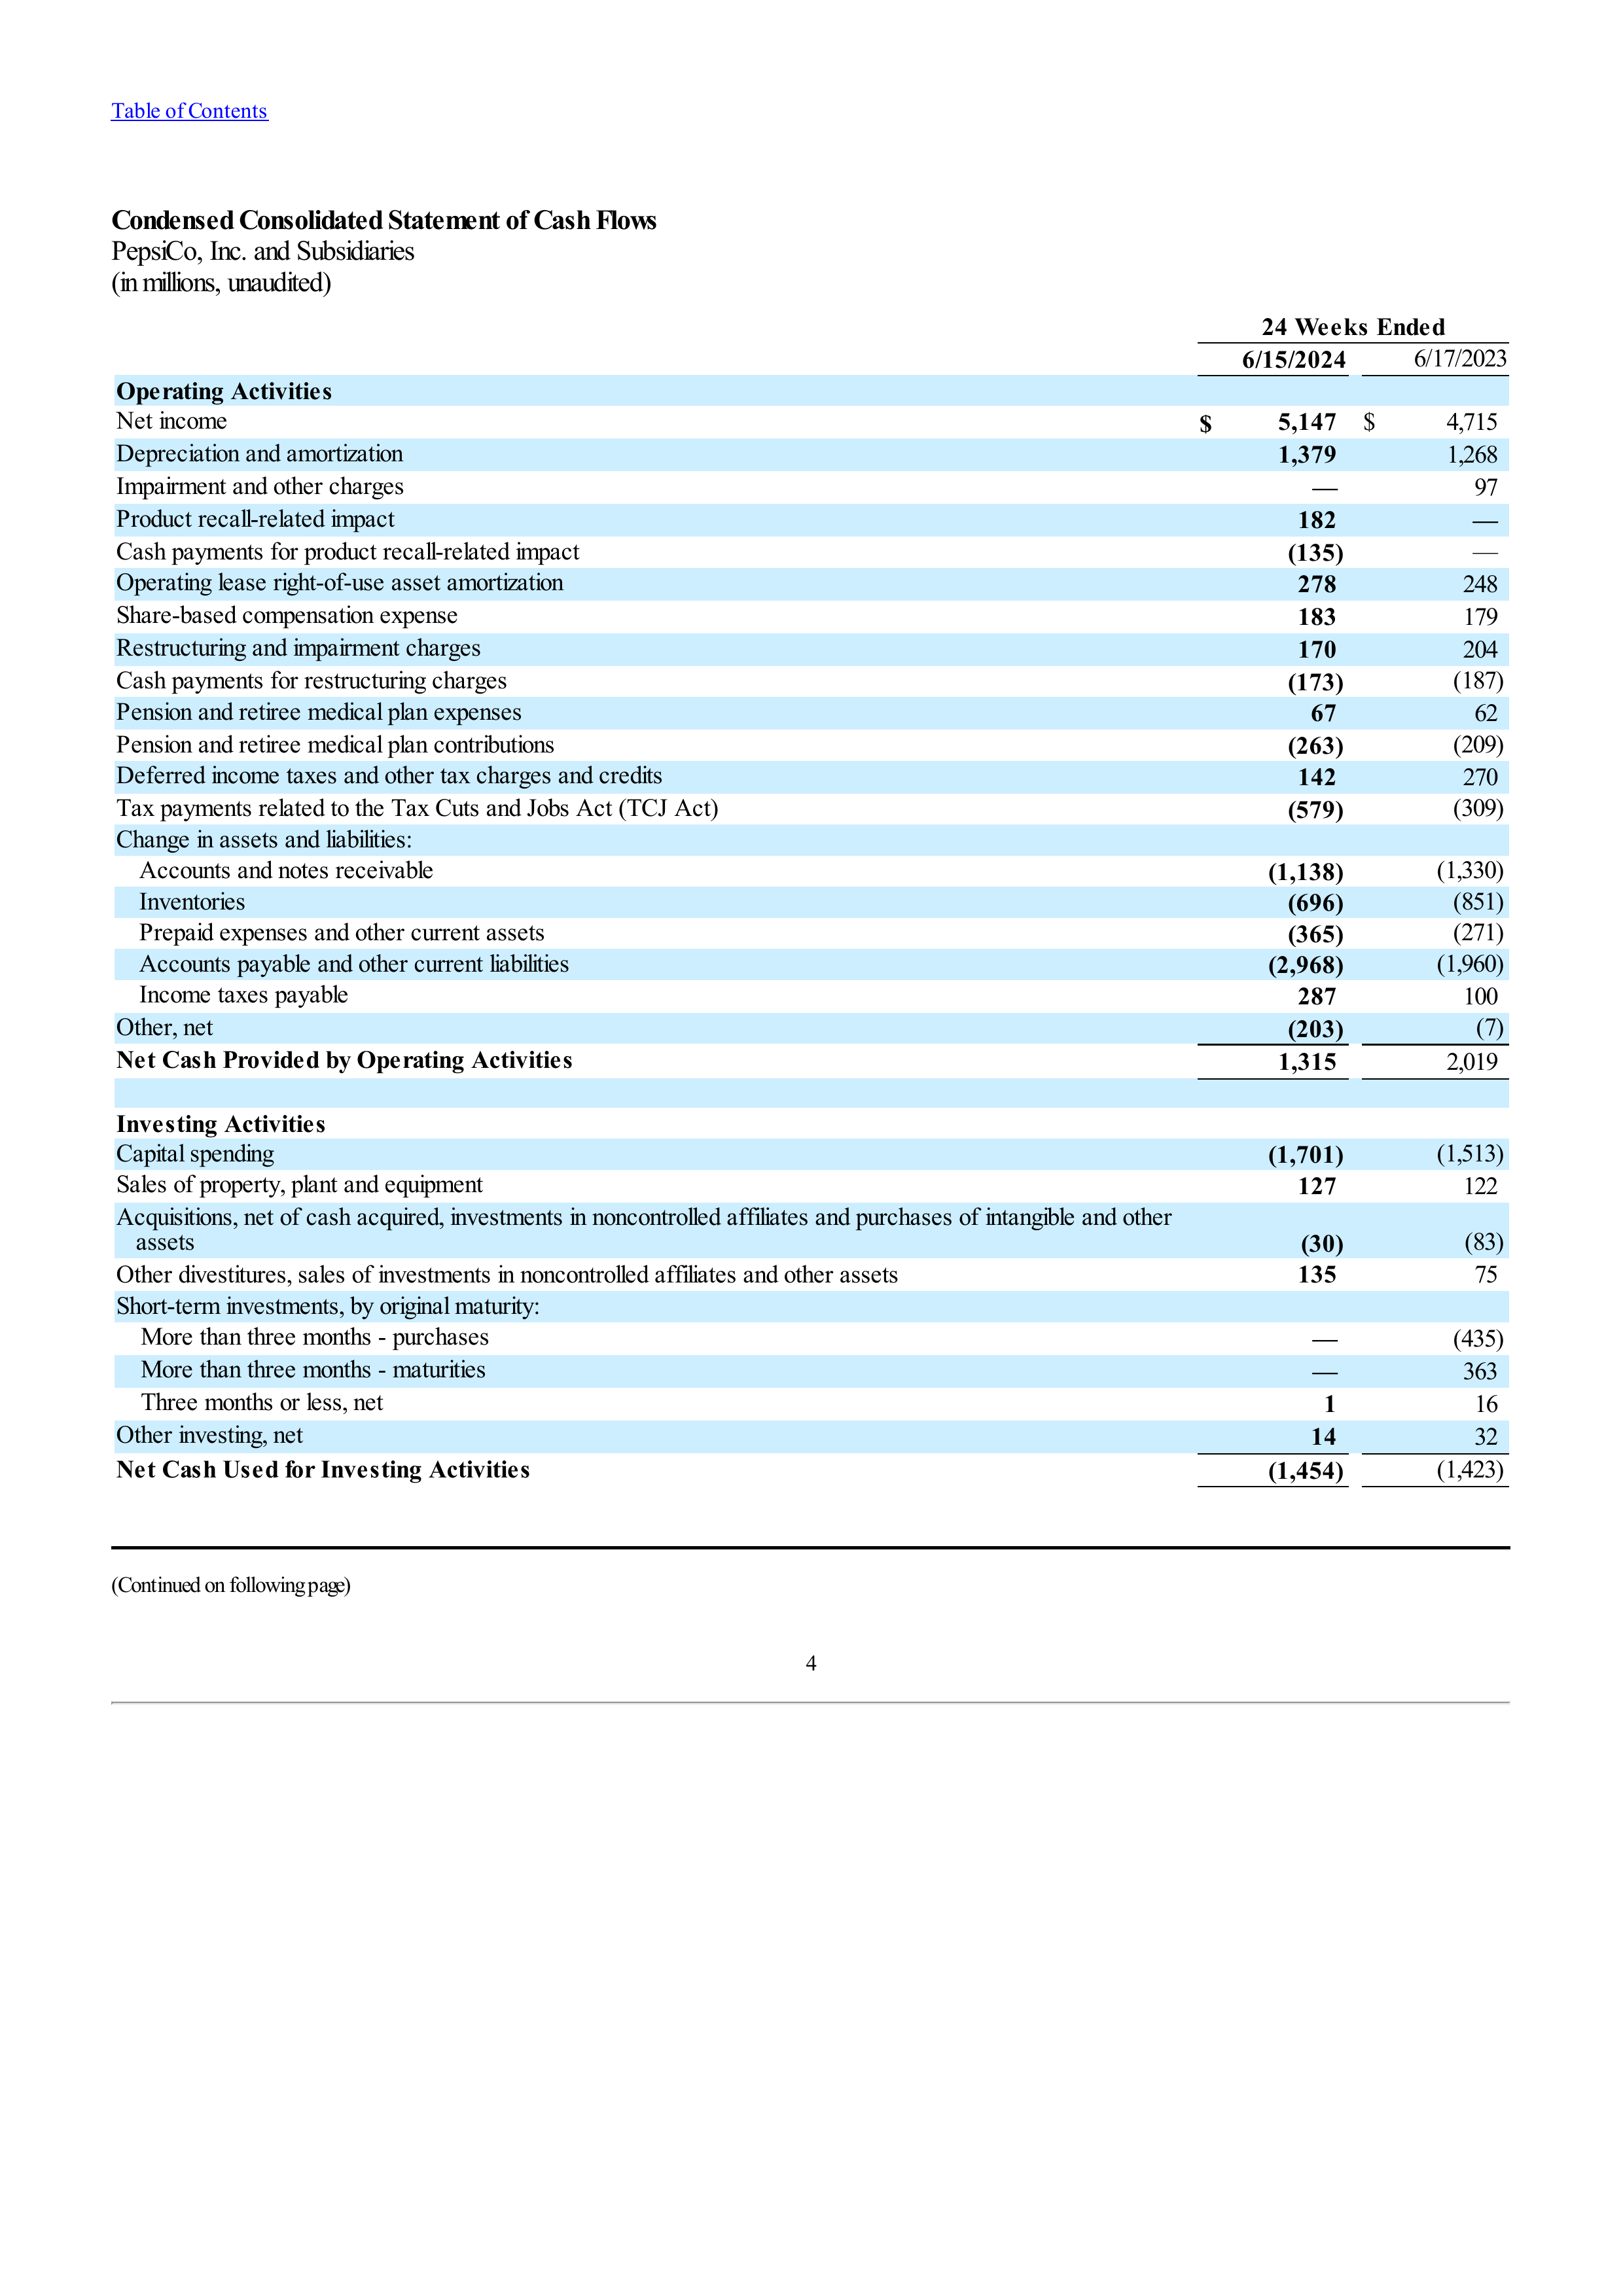 Table of Contents
Condensed Consolidated Statement of Cash Flows
PepsiCo, Inc. and Subsidiaries
(in millions, unaudited)
24 Weeks Ended
6/15/2024 6/17/2023
Operating Activities
Net income $ 5,147 $ 4,715
Depreciation and amortization 1,379 1,268
Impairment and other charges — 97
Product recall-related impact 182 —
Cash payments for product recall-related impact (135) —
Operating lease right-of-use asset amortization 278 248
Share-based compensation expense 183 179
Restructuring and impairment charges 170 204
Cash payments for restructuring charges (173) (187)
Pension and retiree medical plan expenses 67 62
Pension and retiree medical plan contributions (263) (209)
Deferred income taxes and other tax charges and credits 142 270
Tax payments related to the Tax Cuts and Jobs Act (TCJ Act) (579) (309)
Change in assets and liabilities:
Accounts and notes receivable (1,138) (1,330)
Inventories (696) (851)
Prepaid expenses and other current assets (365) (271)
Accounts payable and other current liabilities (2,968) (1,960)
Income taxes payable 287 100
Other, net (203) (7)
Net Cash Provided by Operating Activities 1,315 2,019
Investing Activities
Capital spending (1,701) (1,513)
Sales of property, plant and equipment 127 122
Acquisitions, net of cash acquired, investments in noncontrolled affiliates and purchases of intangible and other
assets (30) (83)
Other divestitures, sales of investments in noncontrolled affiliates and other assets 135 75
Short-term investments, by original maturity:
More than three months - purchases — (435)
More than three months - maturities — 363
Three months or less, net 1 16
Other investing, net 14 32
Net Cash Used for Investing Activities (1,454) (1,423)
(Continued on following page)
4